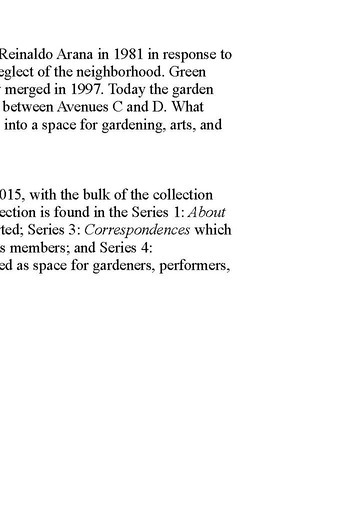 Reinaldo Arana in 1981 in response to
eglect of the neighborhood. Green
merged in 1997. Today the garden
between Avenues C and D. What
into a space for gardening, arts, and
015, with the bulk of the collection
ection is found in the Series 1: About
ted; Series 3: Correspondences which
s members; and Series 4:
ed as space for gardeners, performers,